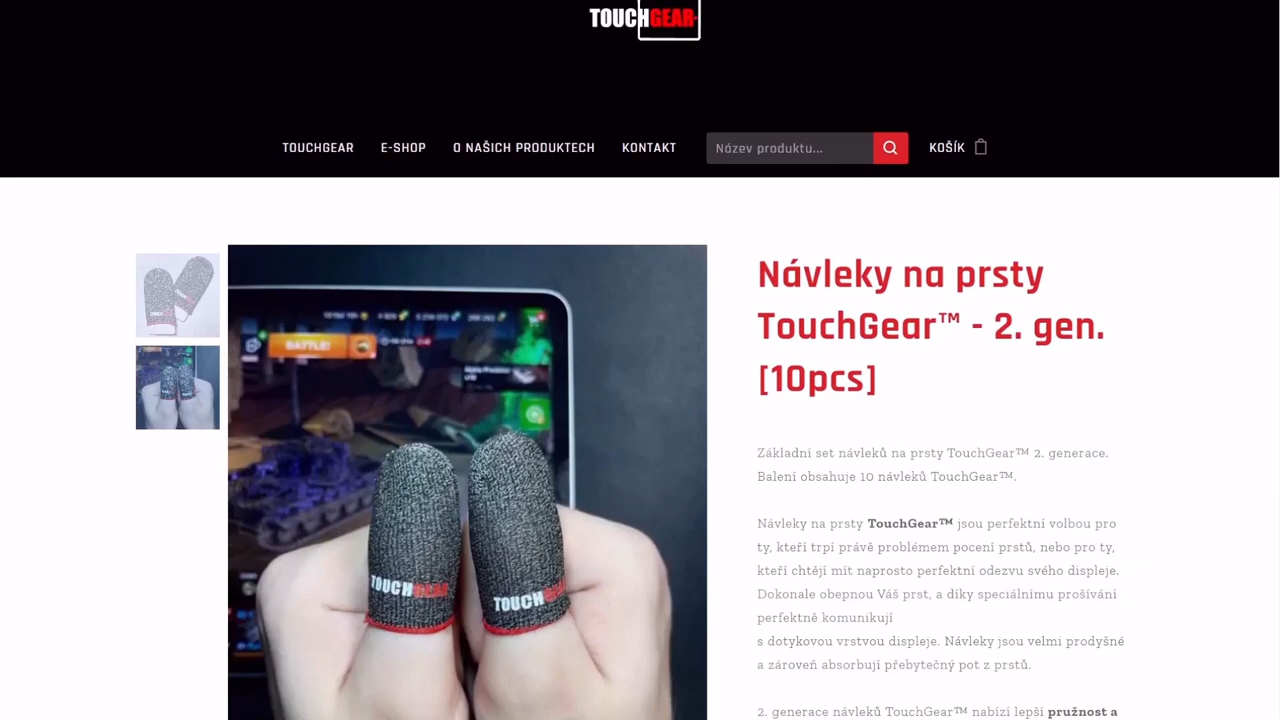 TOUCHGEAR
TOUCHGEAR
E-SHOP
O NAŠICH PRODUKTECH
KONTAKT
Název produktu...
KOŠÍK
BATTLE!
TOUCHGEAR
TOUCHGEAR
Návleky na prsty
TouchGear™ - 2. gen.
[10pcs]
Základní set návleků na prsty TouchGear™ 2. generace.
Balení obsahuje 10 návleků TouchGear™.
Návleky na prsty TouchGear™ jsou perfektní volbou pro
ty, kteří trpí právě problémem pocení prstů, nebo pro ty,
kteří chtějí mít naprosto perfektní odezvu svého displeje.
Dokonale obepnou Váš prst, a díky speciálnímu prošívání
perfektně komunikují
s dotykovou vrstvou displeje. Návleky jsou velmi prodyšné
a zároveň absorbují přebytečný pot z prstů.
2. generace návleků TouchGear™ nabízí lepší pružnost a